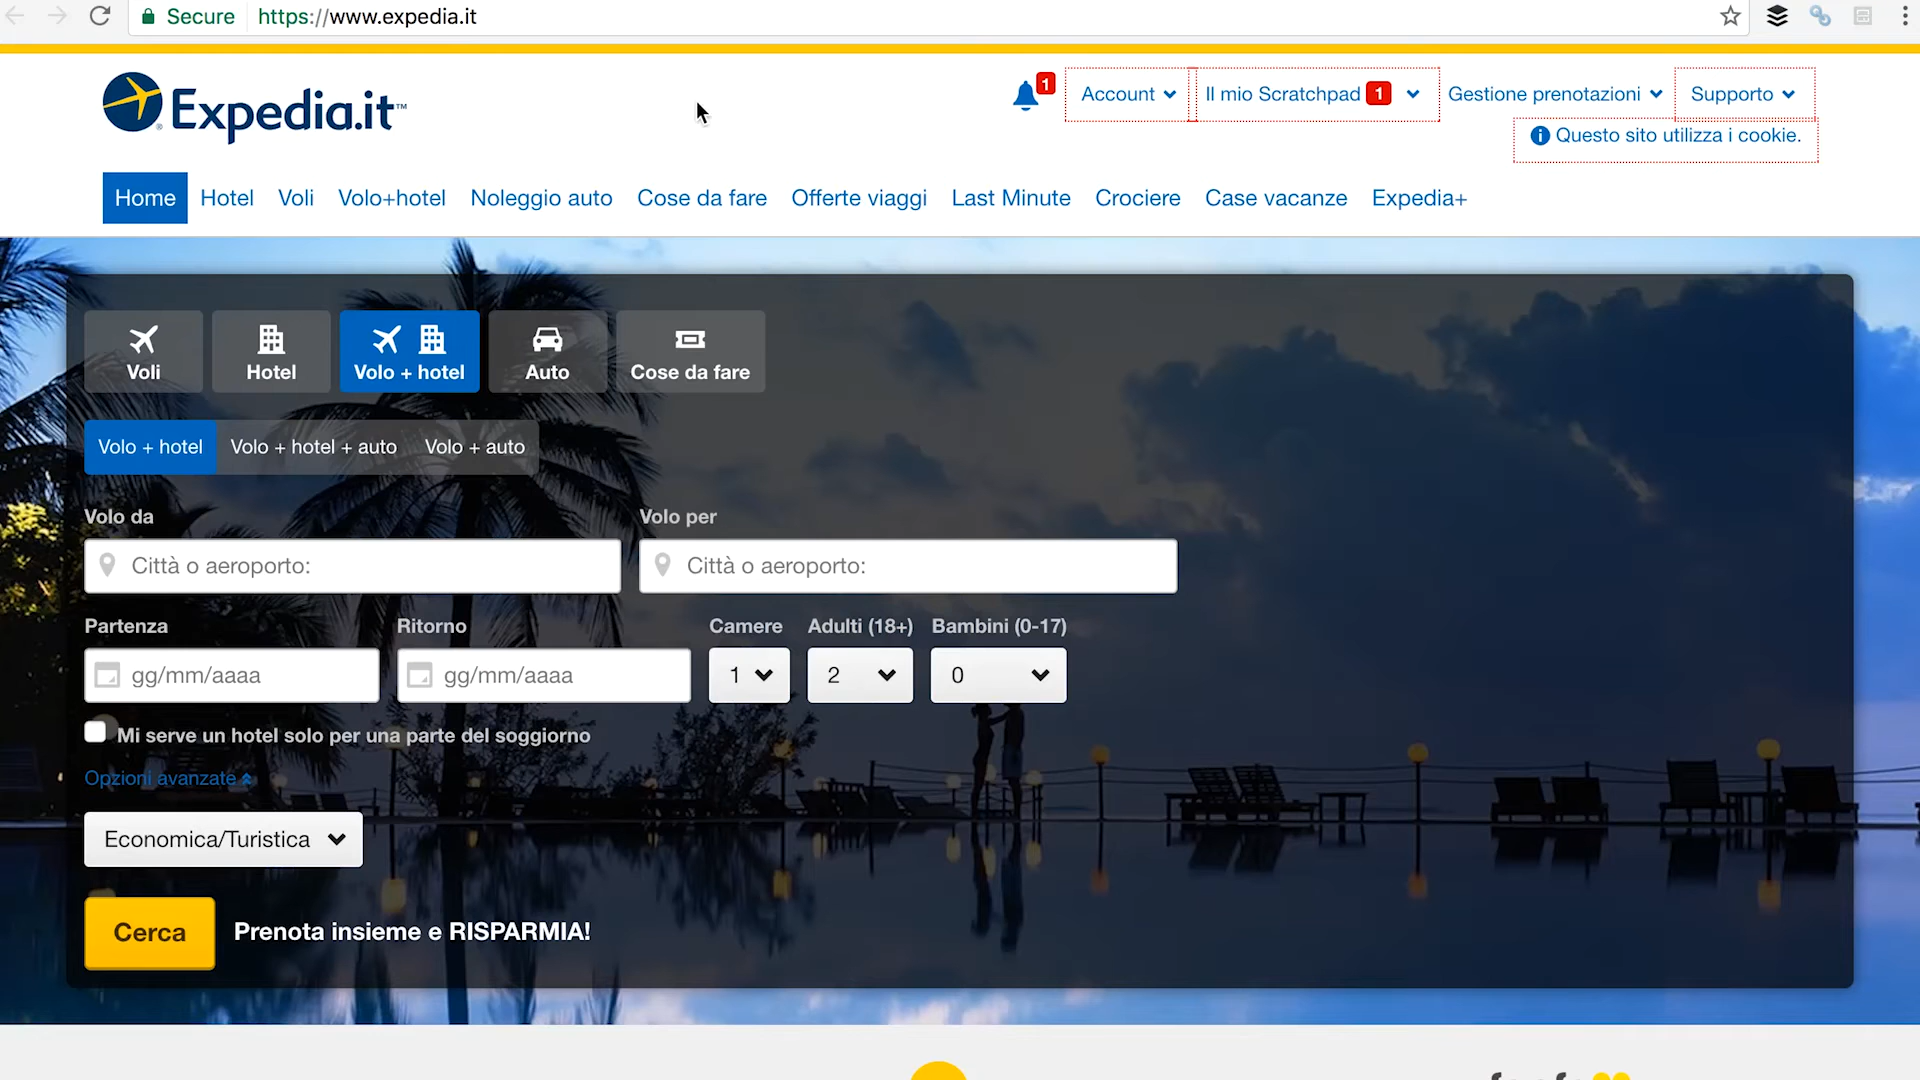 Secure https://www.expedia.it
Expedia.it™
1 Account Il mio Scratchpad 1 Gestione prenotazioni Supporto
Questo sito utilizza i cookie.
Home Hotel Voli Volo+hotel Noleggio auto Cose da fare Offerte viaggi Last Minute Crociere Case vacanze Expedia+
Voli Hotel Volo + hotel Auto Cose da fare
Volo + hotel Volo + hotel + auto Volo + auto
Volo da Volo per
Città o aeroporto: Città o aeroporto:
Partenza Ritorno Camere Adulti (18+) Bambini (0-17)
gg/mm/aaaa gg/mm/aaaa 1 2 0
Mi serve un hotel solo per una parte del soggiorno
Opzioni avanzate
Economica/Turistica
Cerca Prenota insieme e RISPARMIA!